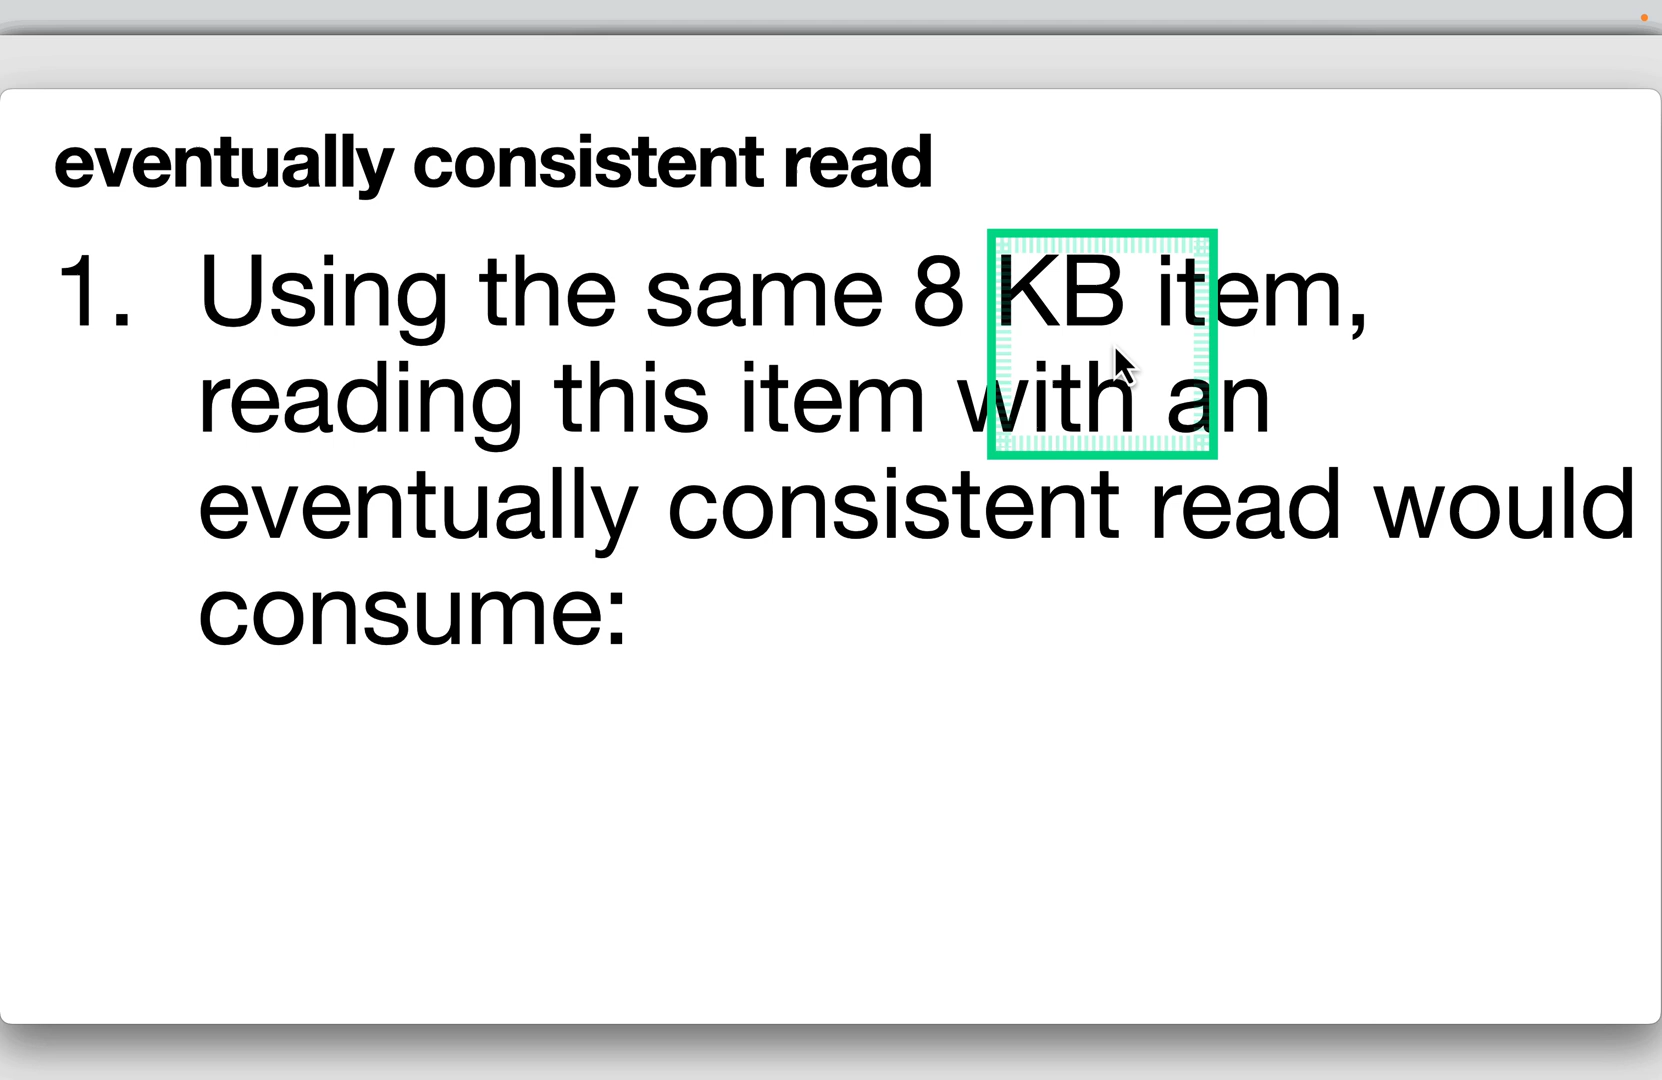 eventually consistent read
1. Using the same 8 KB item,
reading this item with an
eventually consistent read would
consume: